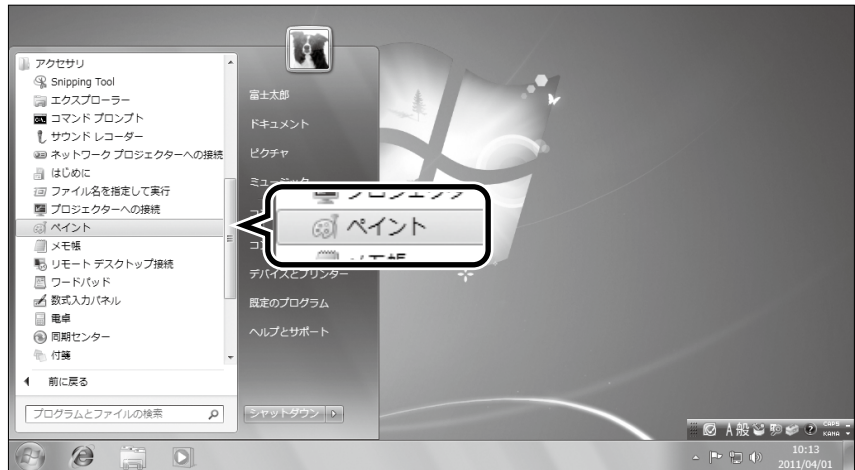 アクセサリ
Snipping Tool
エクスプローラー
コマンド プロンプト
サウンド レコーダー
ネットワーク プロジェクターへの接続
はじめに
ファイル名を指定して実行
プロジェクターへの接続
ペイント
メモ帳
リモート デスクトップ接続
ワードパッド
数式入力パネル
電卓
同期センター
付箋
前に戻る
プログラムとファイルの検索
富士太郎
ドキュメント
ピクチャ
ミュージック
ペイント
デバイスとプリンター
既定のプログラム
ヘルプとサポート
シャットダウン
A 般
CAPS
KANA
10:13
2011/04/01